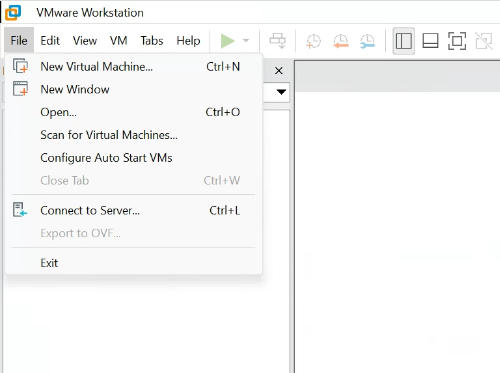 VMware Workstation
File Edit View VM Tabs Help
New Virtual Machine... Ctrl+N
New Window
Open... Ctrl+O
Scan for Virtual Machines...
Configure Auto Start VMs
Close Tab Ctrl+W
Connect to Server... Ctrl+L
Export to OVF...
Exit